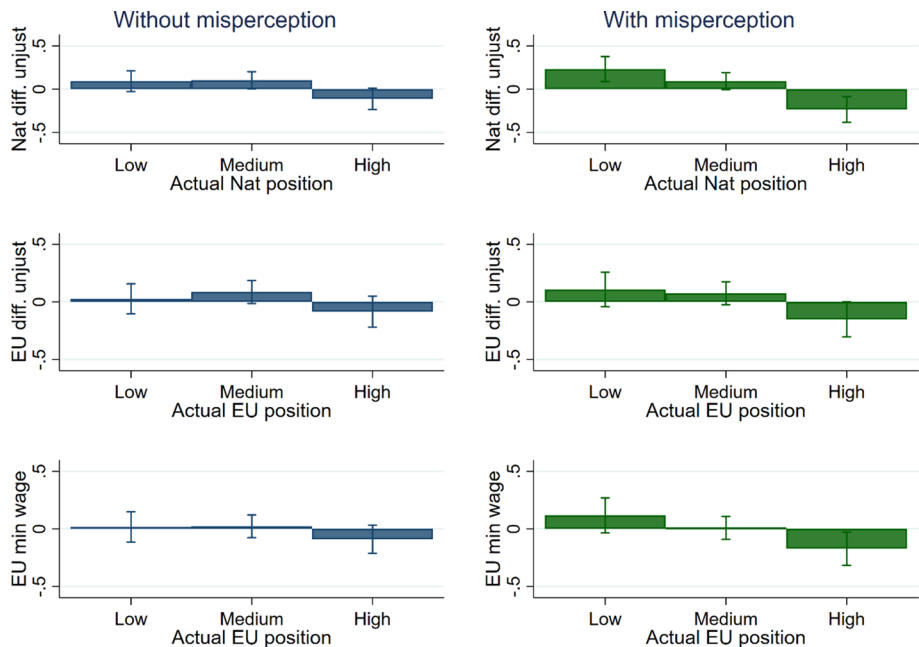 Without misperception
Nat diff. unjust
.5
0
-.5
Low Medium High
Actual Nat position
With misperception
Nat diff. unjust
.5
0
-.5
Low Medium High
Actual Nat position
EU diff. unjust
.5
0
-.5
Low Medium High
Actual EU position
EU diff. unjust
.5
0
-.5
Low Medium High
Actual EU position
EU min wage
.5
0
-.5
Low Medium High
Actual EU position
EU min wage
.5
0
-.5
Low Medium High
Actual EU position